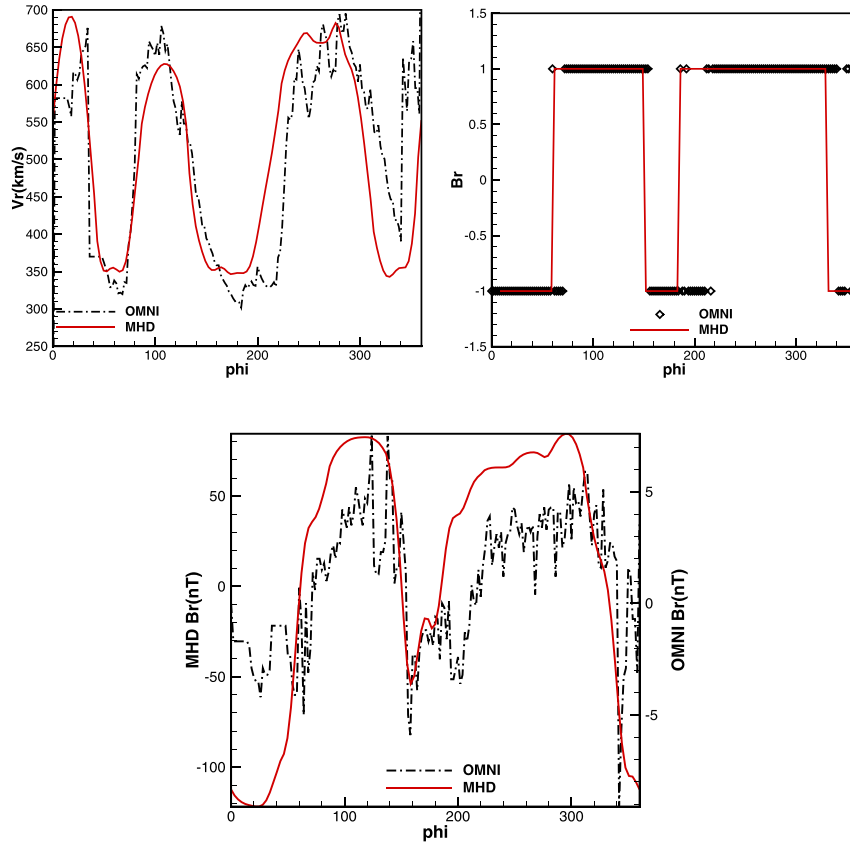 700
650
600
550
500
450
400
350
300
250
Vr(km/s)
0
100
200
300
phi
OMNI
MHD
1.5
1
0.5
0
-0.5
-1
-1.5
Br
0
100
200
300
phi
OMNI
MHD
50
0
-50
-100
MHD Br(nT)
5
0
-5
OMNI Br(nT)
0
100
200
300
phi
OMNI
MHD